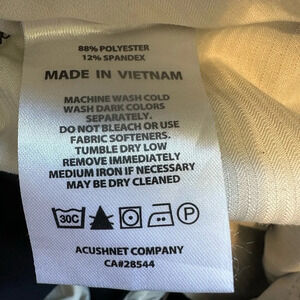 88% POLYESTER
12% SPANDEX
MADE IN VIETNAM
MACHINE WASH COLD
WASH DARK COLORS
SEPARATELY.
DO NOT BLEACH OR USE
FABRIC SOFTENERS.
TUMBLE DRY LOW
REMOVE IMMEDIATELY
MEDIUM IRON IF NECESSARY
MAY BE DRY CLEANED
30C P
ACUSHNET COMPANY
CA#28544